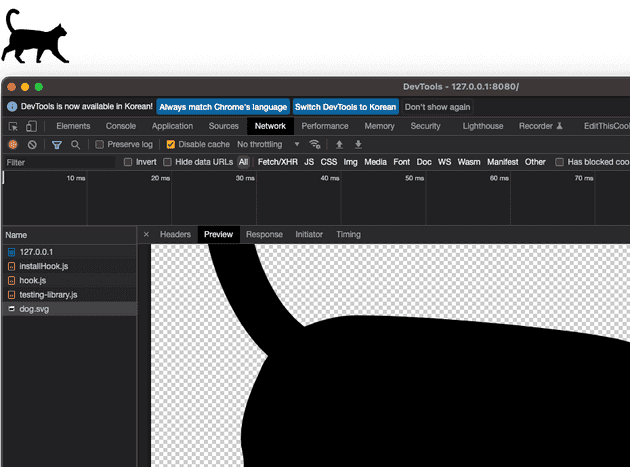 DevTools - 127.0.0.1:8080/
DevTools is now available in Korean! Always match Chrome's language Switch DevTools to Korean Don't show again
Elements Console Application Sources Network Performance Memory Security Lighthouse Recorder EditThisCoo
Preserve log Disable cache No throttling
Filter Invert Hide data URLs All Fetch/XHR JS CSS Img Media Font Doc WS Wasm Manifest Other Has blocked coo
10 ms 20 ms 30 ms 40 ms 50 ms 60 ms 70 ms
Name × Headers Preview Response Initiator Timing
127.0.0.1
installHook.js
hook.js
testing-library.js
dog.svg